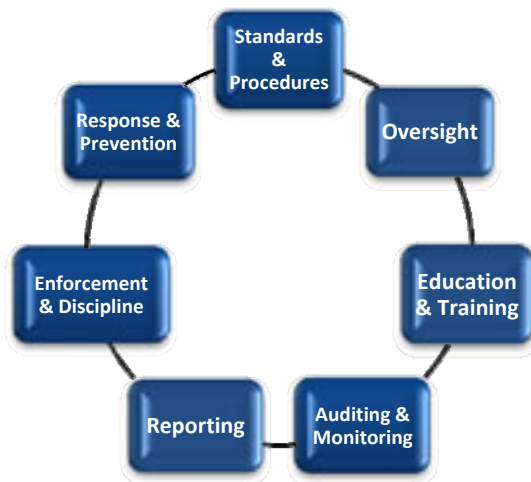 Standards
&
Procedures
Oversight
Education
& Training
Auditing &
Monitoring
Reporting
Enforcement
& Discipline
Response &
Prevention